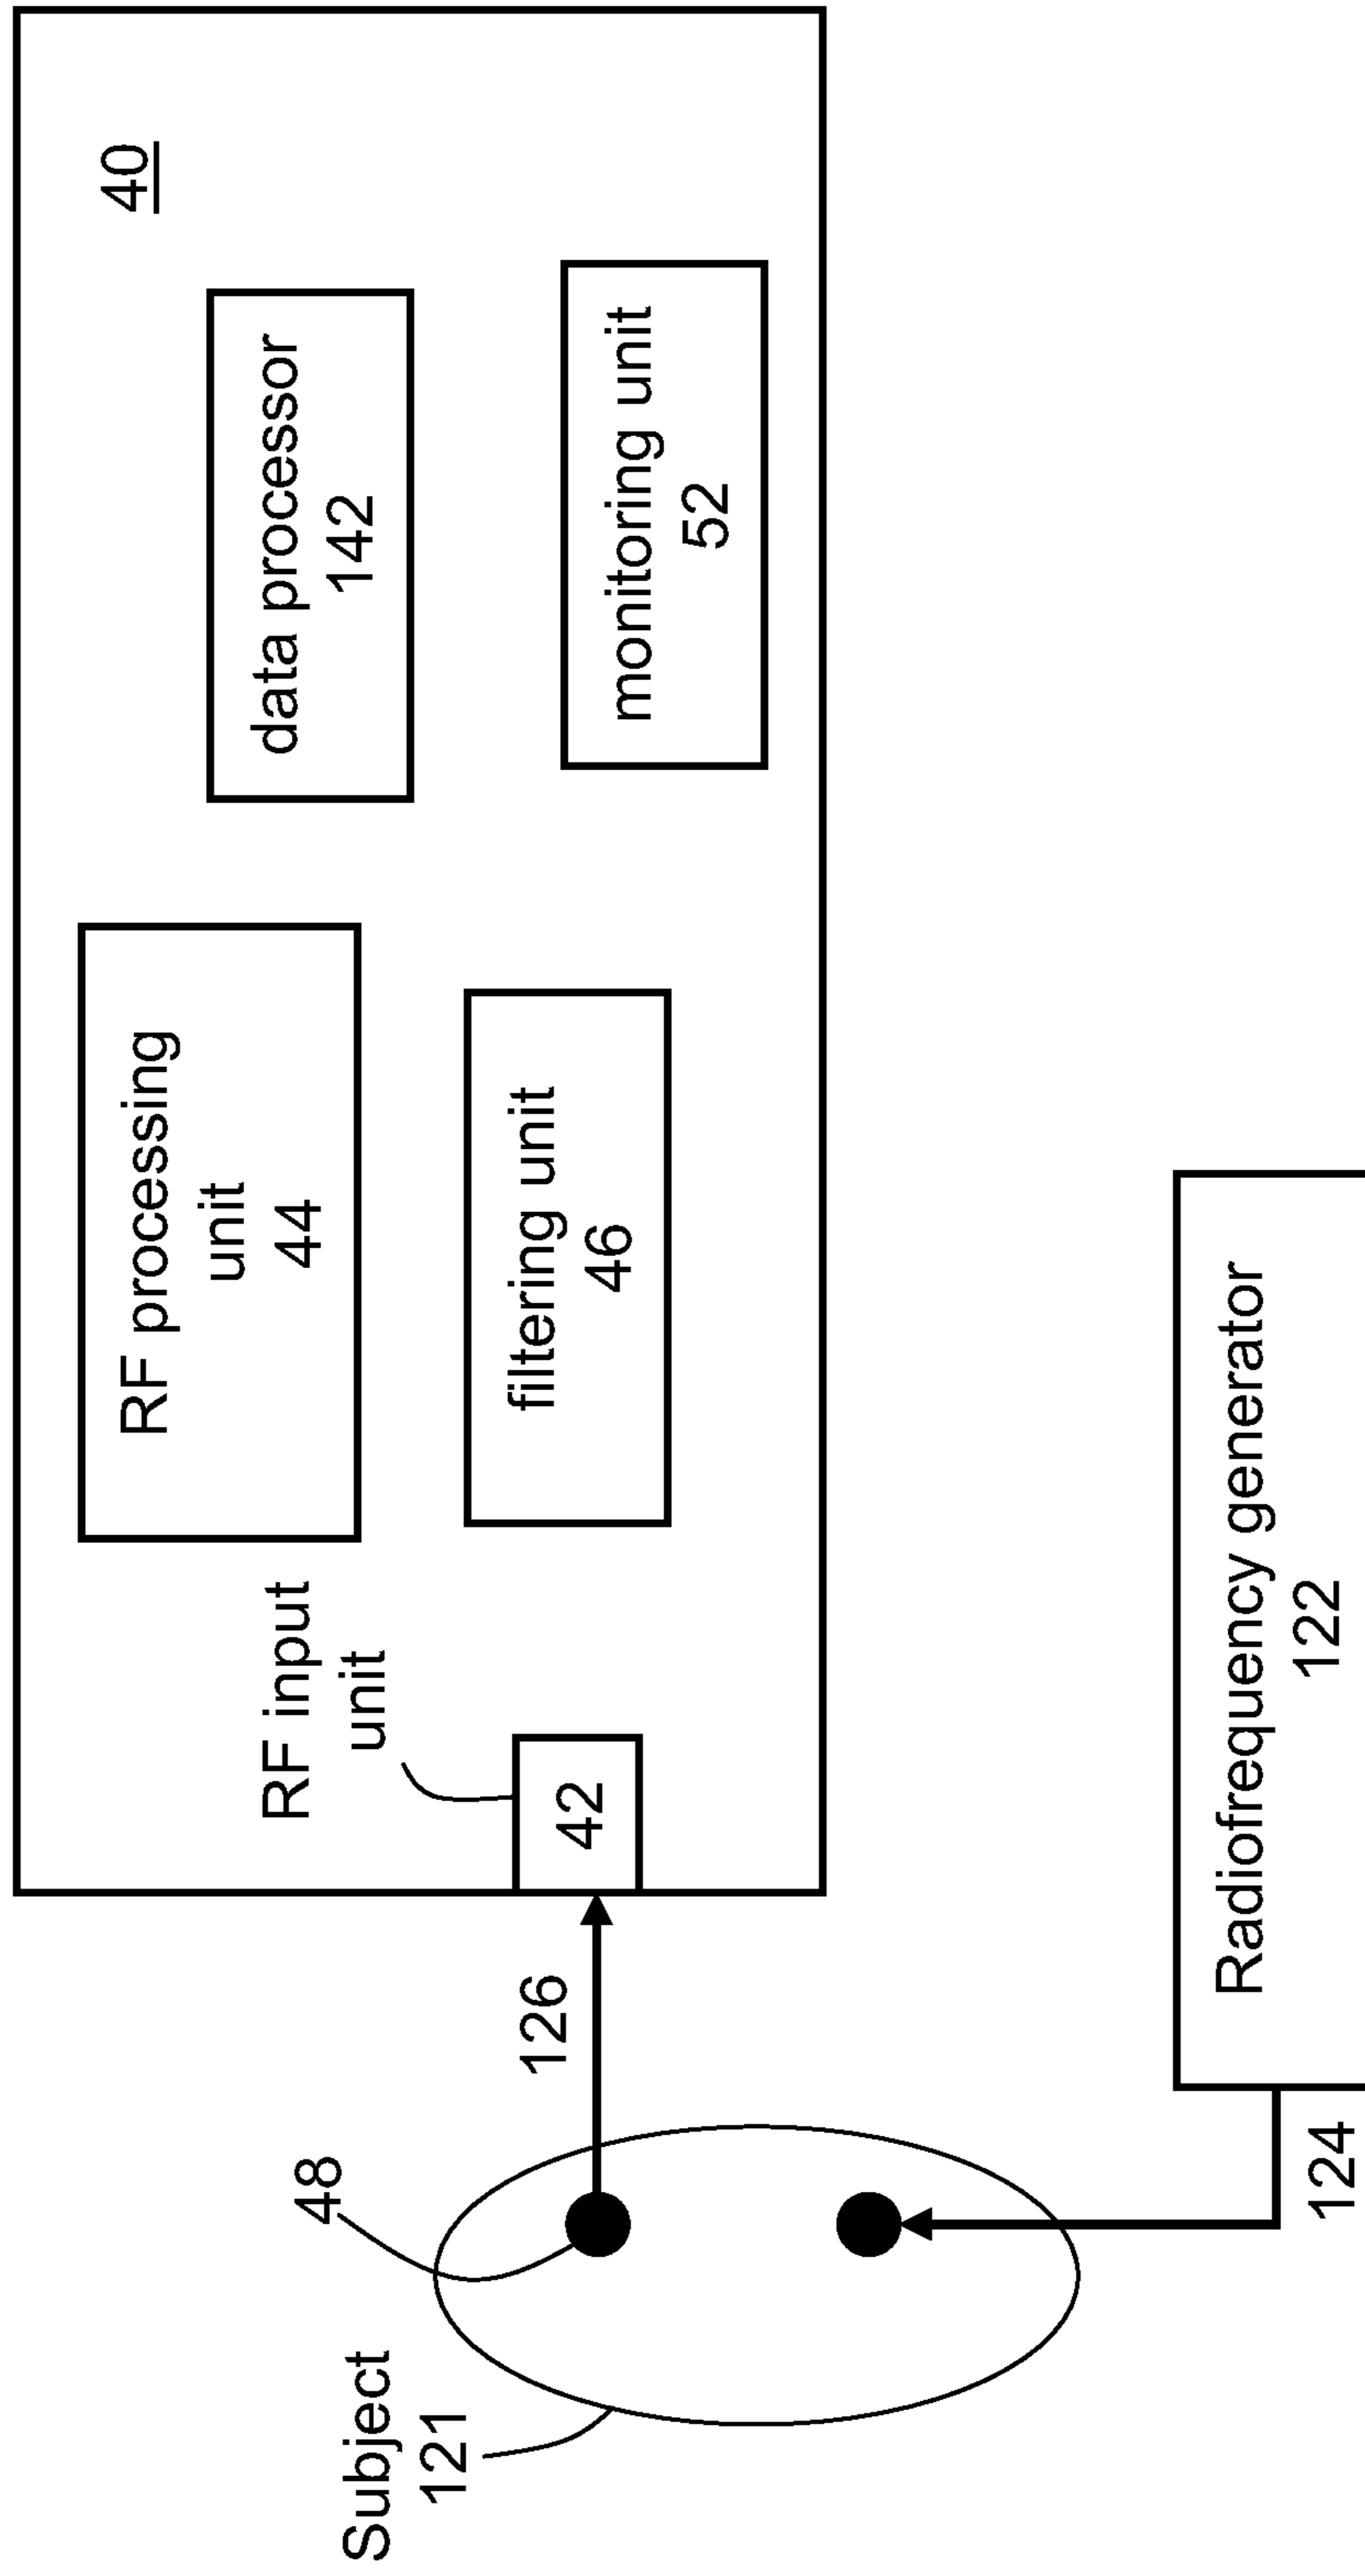 40
RF processing
unit
44
data processor
142
RF input
unit
42
filtering unit
46
monitoring unit
52
48
126
Subject
121
Radiofrequency generator
122
124